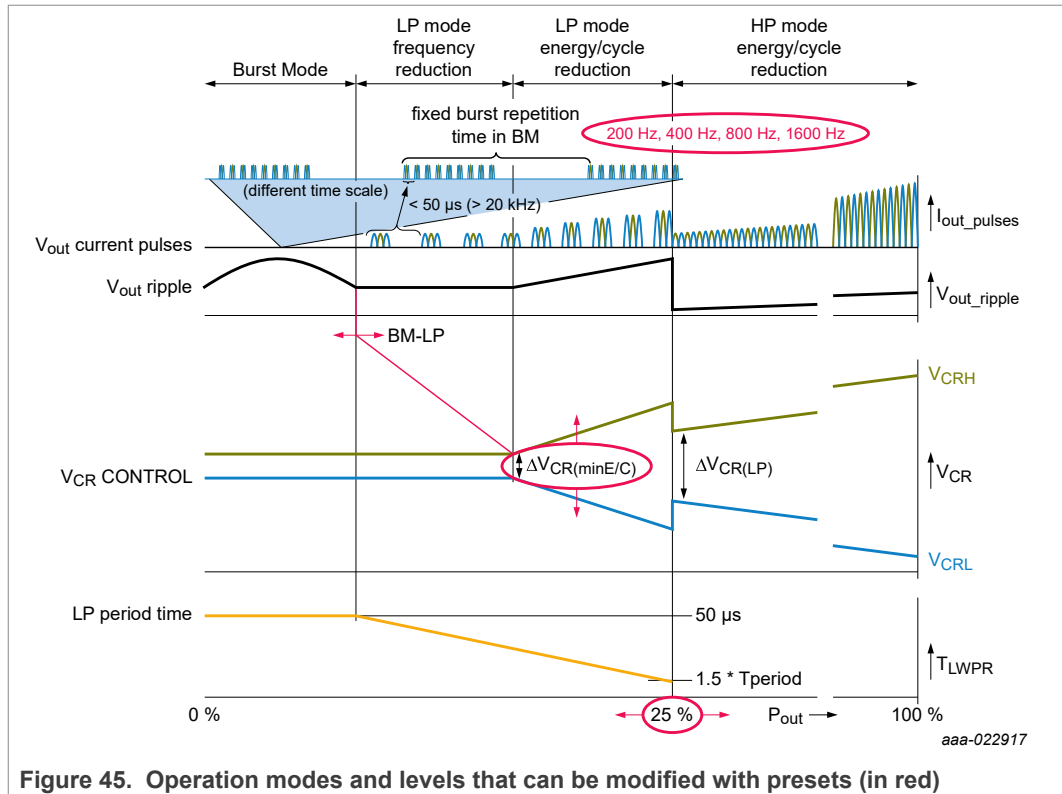 LP mode
frequency
reduction
LP mode
energy/cycle
reduction
HP mode
energy/cycle
reduction
Burst Mode
fixed burst repetition
time in BM
200 Hz, 400 Hz, 800 Hz, 1600 Hz
(different time scale)
< 50 µs (> 20 kHz)
Iout_pulses
Vout current pulses
Vout ripple
Vout_ripple
BM-LP
VCRH
VCR CONTROL
ΔVCR(minE/C)
ΔVCR(LP)
VCR
VCRL
LP period time
50 µs
TLWPR
1.5 * Tperiod
0 %
25 %
Pout
100 %
aaa-022917
Figure 45. Operation modes and levels that can be modified with presets (in red)